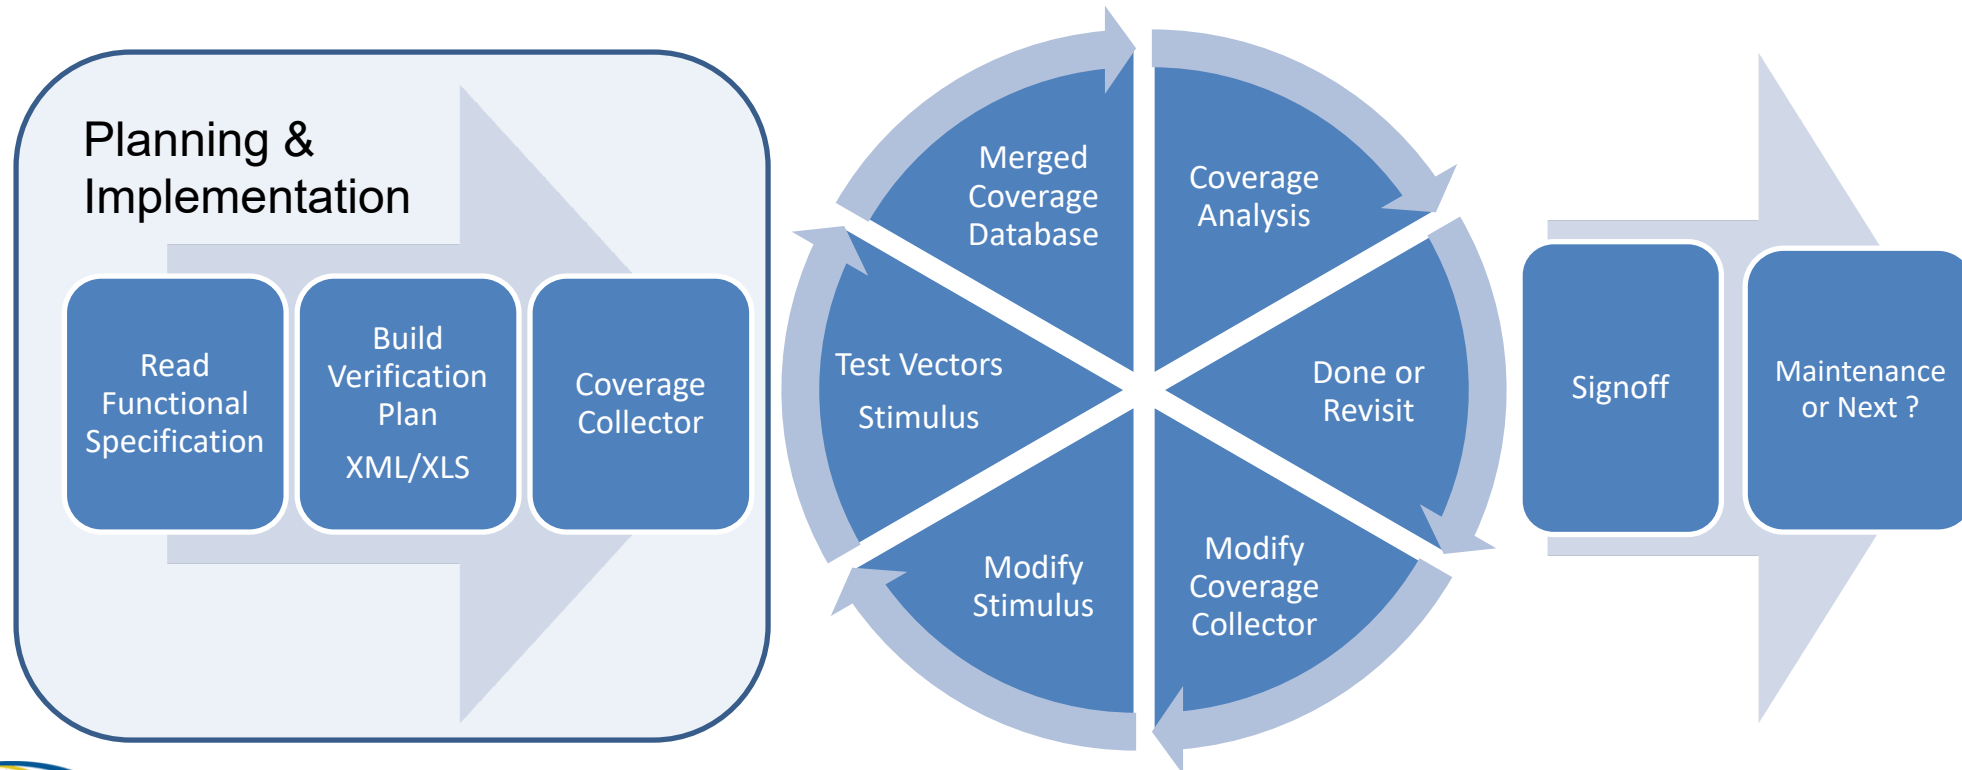 Planning &
Implementation
Read
Functional
Specification
Build
Verification
Plan
XML/XLS
Coverage
Collector
Merged
Coverage
Database
Coverage
Analysis
Done or
Revisit
Modify
Coverage
Collector
Modify
Stimulus
Test Vectors
Stimulus
Signoff
Maintenance
or Next ?